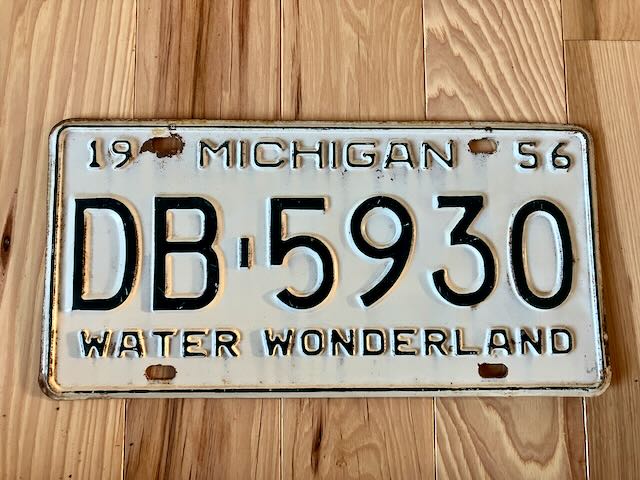 19 MICHIGAN 56
DB-5930
WATER WONDERLAND